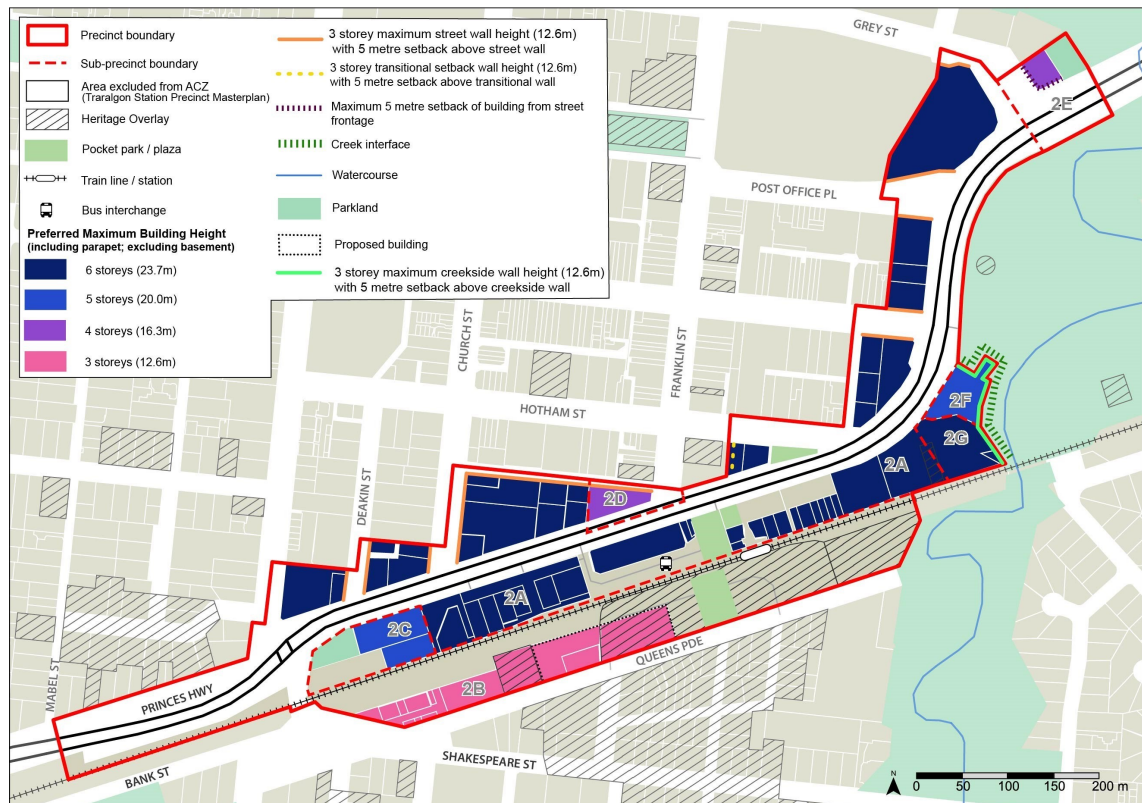 Precinct boundary
Sub-precinct boundary
Area excluded from ACZ
(Traralgon Station Precinct Masterplan)
Heritage Overlay
Pocket park / plaza
Train line / station
Bus interchange
Preferred Maximum Building Height
(including parapet; excluding basement)
6 storeys (23.7m)
5 storeys (20.0m)
4 storeys (16.3m)
3 storeys (12.6m)
3 storey maximum street wall height (12.6m)
with 5 metre setback above street wall
3 storey transitional setback wall height (12.6m)
with 5 metre setback above transitional wall
Maximum 5 metre setback of building from street
frontage
Creek interface
Watercourse
Parkland
Proposed building
3 storey maximum creekside wall height (12.6m)
with 5 metre setback above creekside wall
GREY ST
2E
POST OFFICE PL
CHURCH ST
FRANKLIN ST
HOTHAM ST
2F
2G
2A
DEAKIN ST
2D
2A
2C
2B
QUEENS PDE
MABEL ST
PRINCES HWY
BANK ST
SHAKESPEARE ST
N
0 50 100 150 200 m